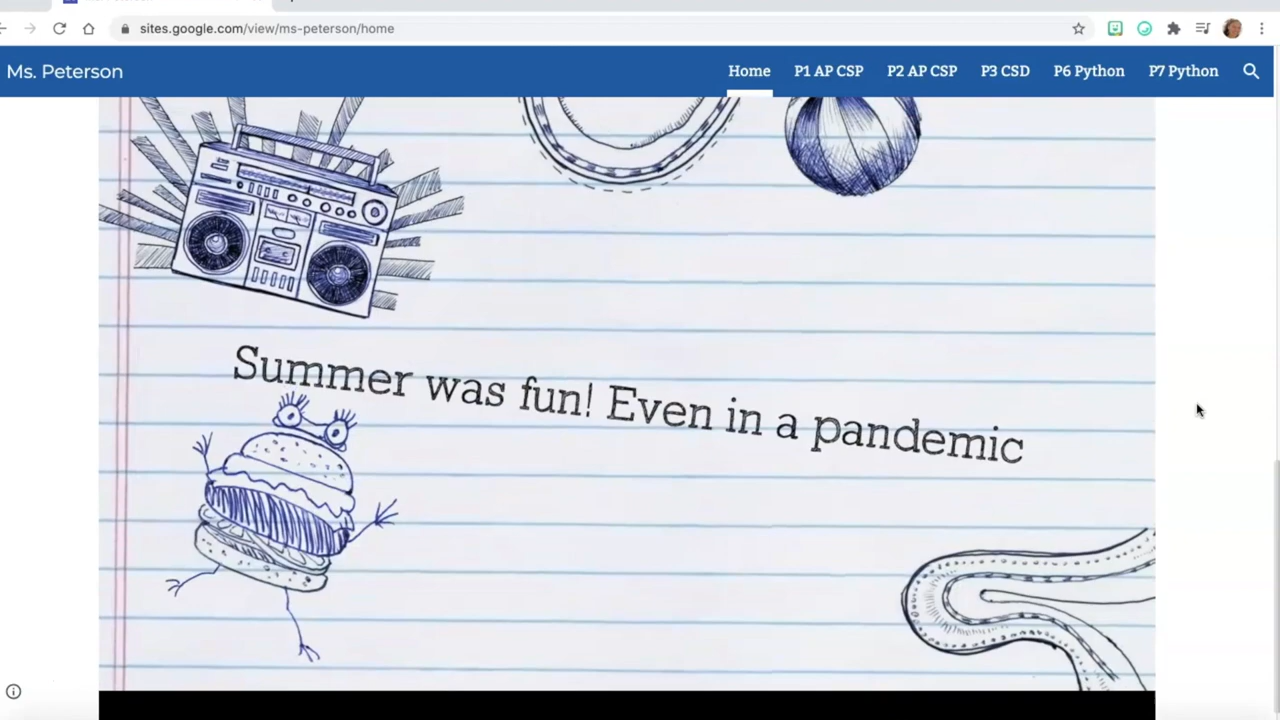 sites.google.com/view/ms-peterson/home
Ms. Peterson
Home P1 AP CSP P2 AP CSP P3 CSD P6 Python P7 Python
Summer was fun! Even in a pandemic